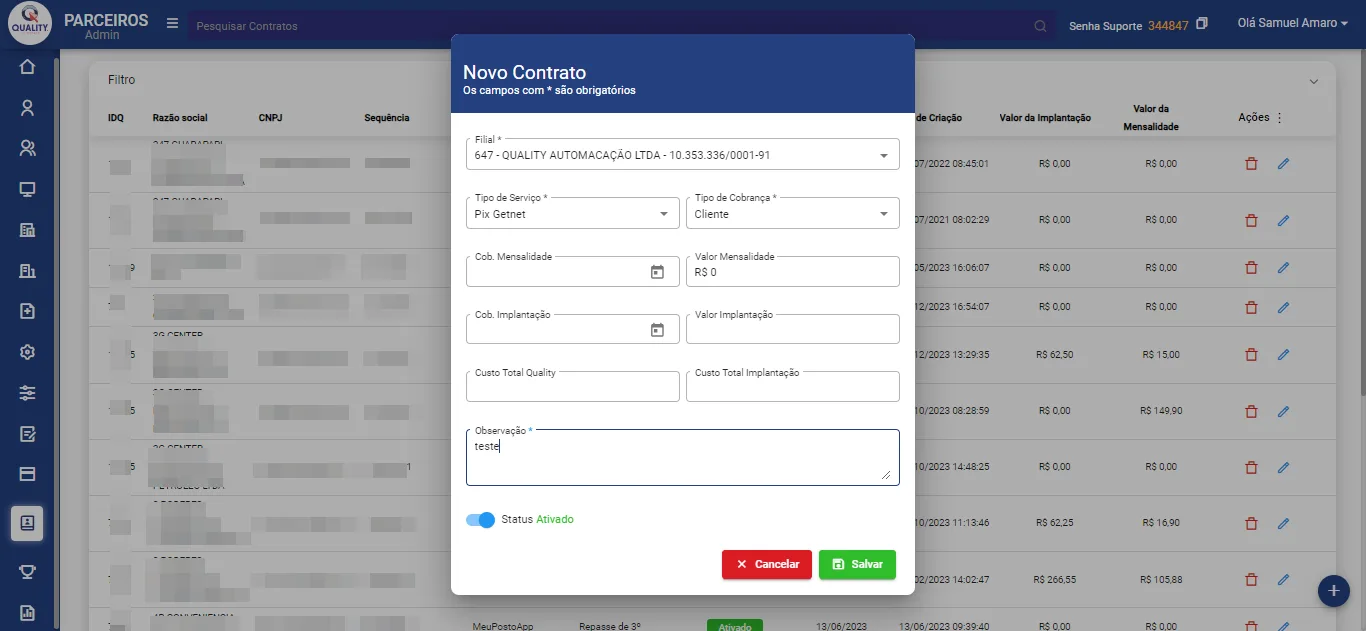 QUALITY
PARCEIROS
Admin
Pesquisar Contratos
Senha Suporte 344847
Olá Samuel Amaro
Filtro
IDQ Razão social CNPJ Sequência de Criação Valor da Implantação Valor da Mensalidade Ações
Novo Contrato
Os campos com * são obrigatórios
Filial *
647 - QUALITY AUTOMACAÇÃO LTDA - 10.353.336/0001-91
Tipo de Serviço *
Pix Getnet
Tipo de Cobrança *
Cliente
Cob. Mensalidade
Valor Mensalidade
R$ 0
Cob. Implantação
Valor Implantação
Custo Total Quality
Custo Total Implantação
Observação *
teste
Status Ativado
Cancelar
Salvar
07/2022 08:45:01 R$ 0,00 R$ 0,00
07/2021 08:02:29 R$ 0,00 R$ 0,00
9 05/2023 16:06:07 R$ 0,00 R$ 0,00
12/2023 16:54:07 R$ 0,00 R$ 0,00
3G CENTER
5 12/2023 13:29:35 R$ 62,50 R$ 15,00
5 10/2023 08:28:59 R$ 0,00 R$ 149,90
3G CENTER
5 1 10/2023 14:48:25 R$ 0,00 R$ 0,00
10/2023 11:13:46 R$ 62,25 R$ 16,90
02/2023 14:02:47 R$ 266,55 R$ 105,88
MeuPostoApp Repasse de 3º Ativado 13/06/2023 13/06/2023 09:39:40 R$ 0,00 R$ 0,00